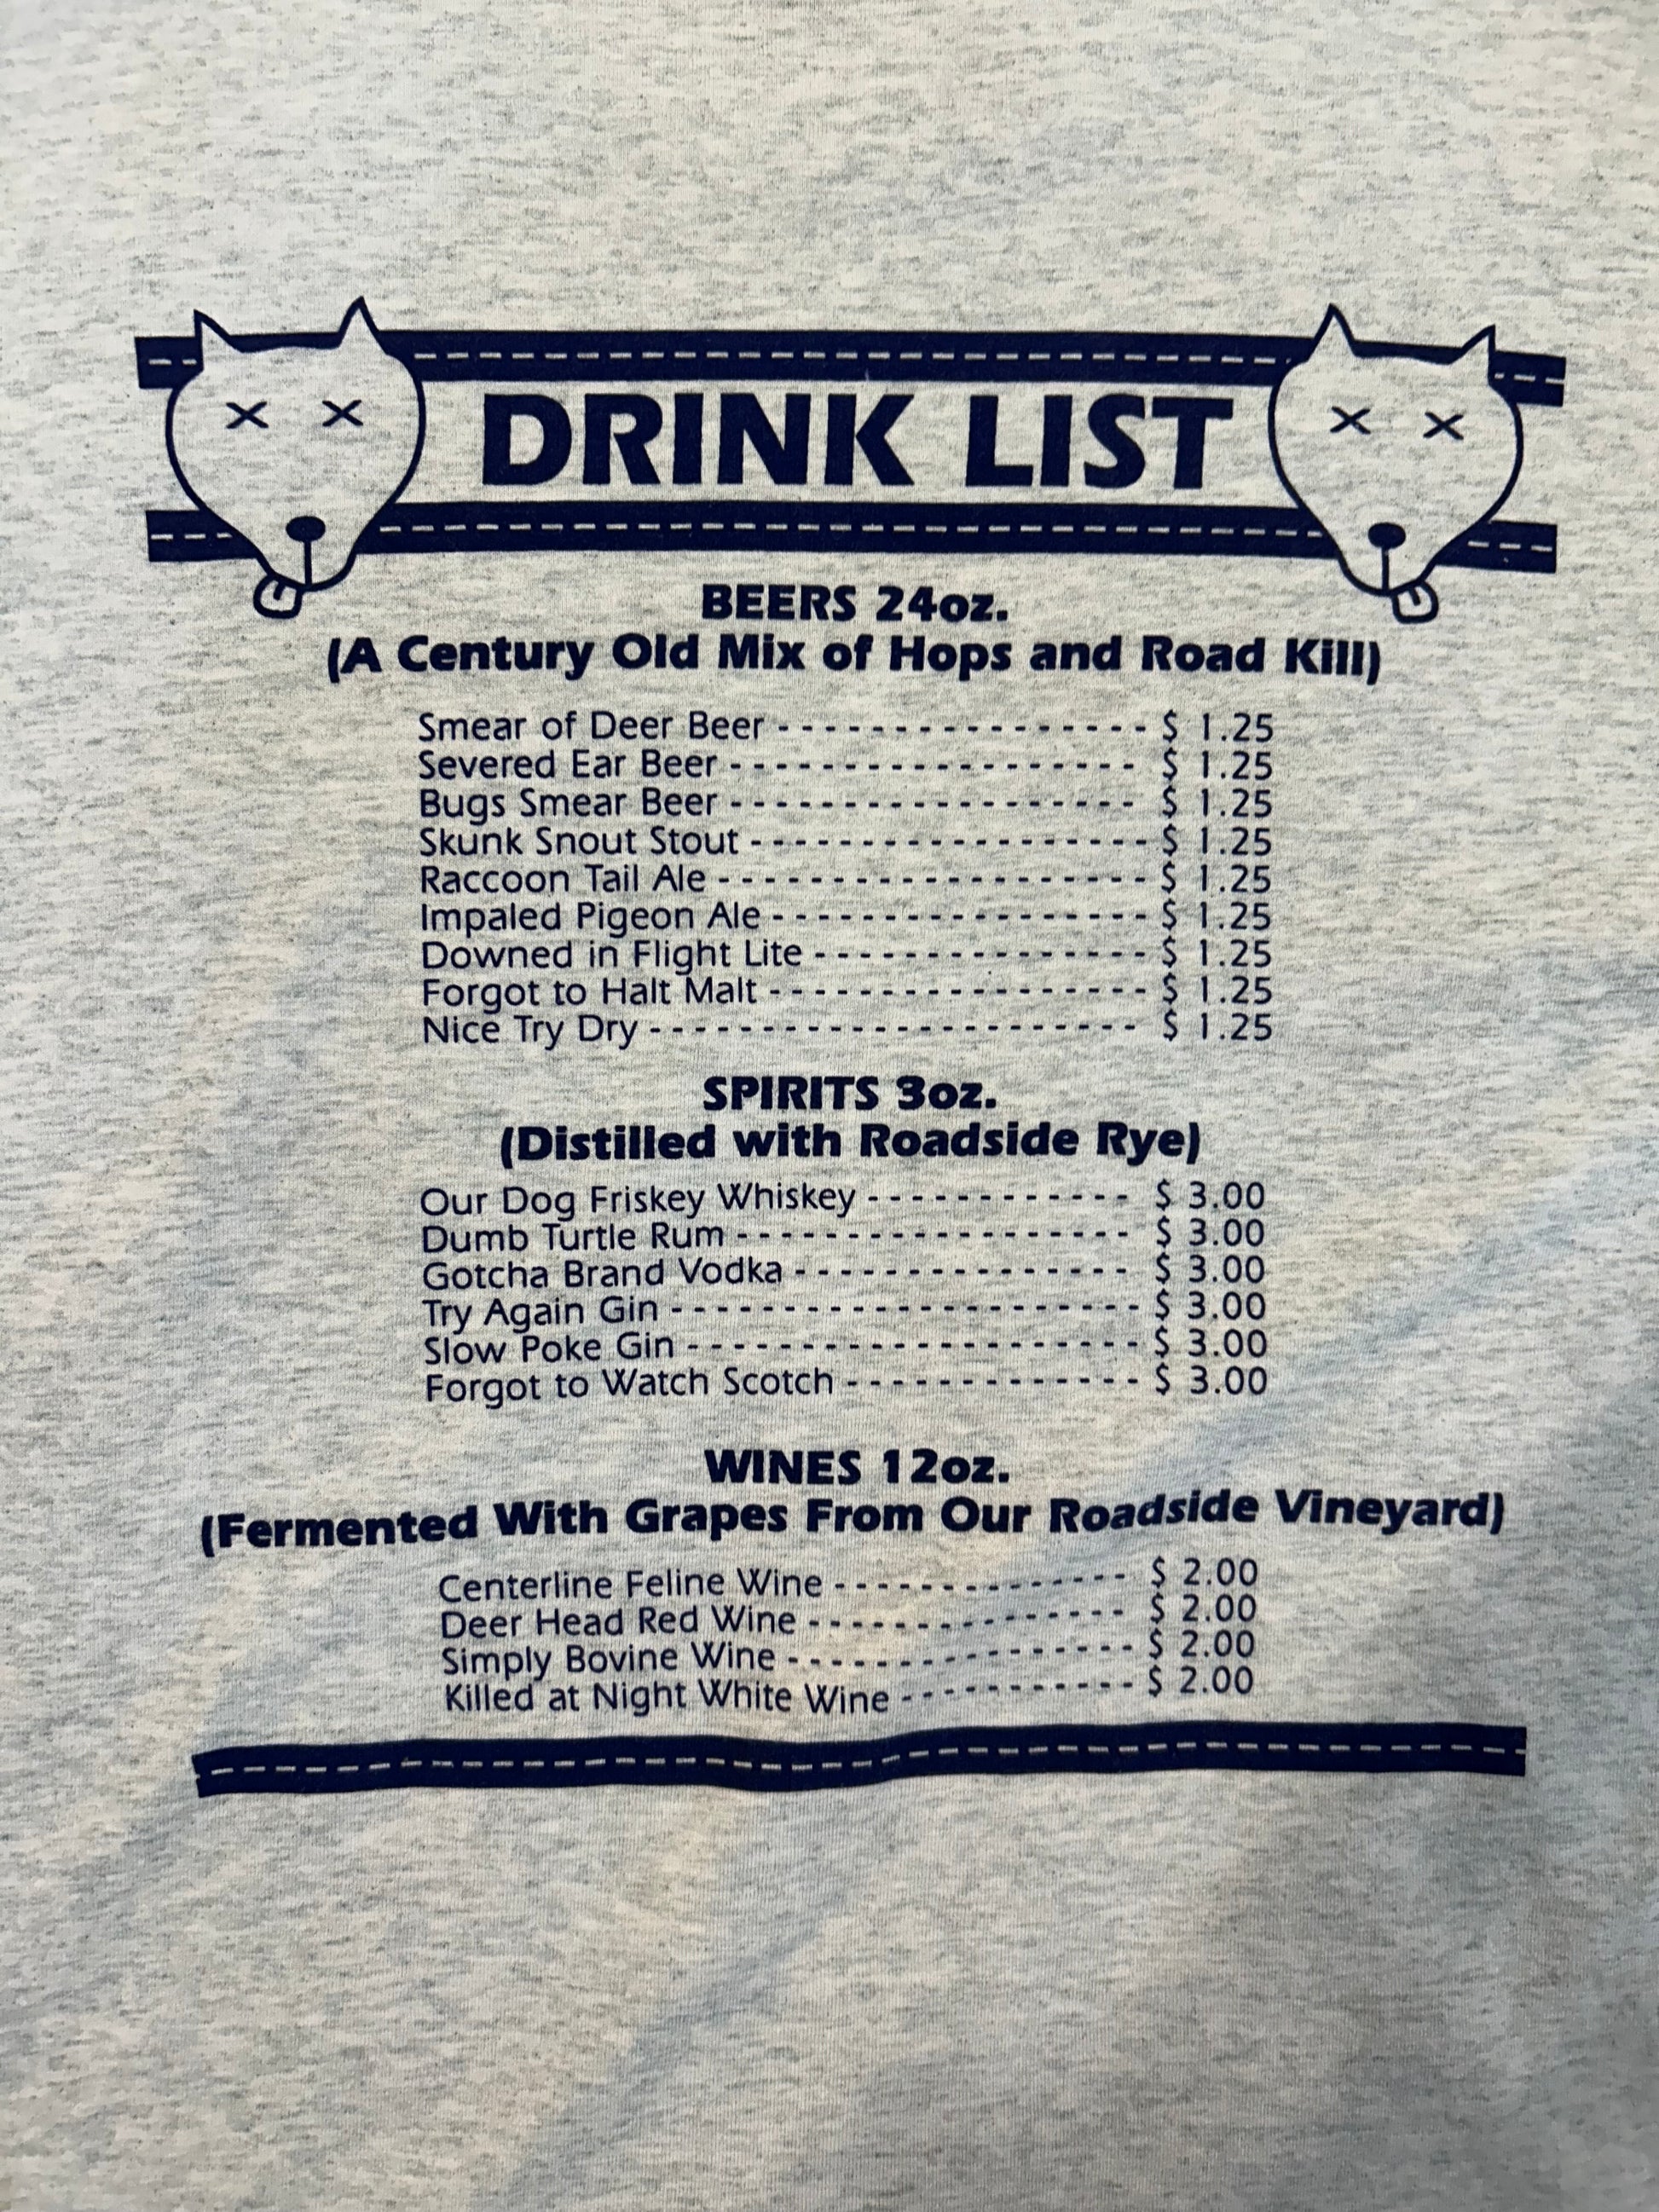 DRINK LIST
BEERS 24oz.
(A Century Old Mix of Hops and Road Kill)
Smear of Deer Beer - - - - - - - - - - - - - - - - $ 1.25
Severed Ear Beer - - - - - - - - - - - - - - - - - - $ 1.25
Bugs Smear Beer - - - - - - - - - - - - - - - - - - $ 1.25
Skunk Snout Stout - - - - - - - - - - - - - - - - - $ 1.25
Raccoon Tail Ale - - - - - - - - - - - - - - - - - - - $ 1.25
Impaled Pigeon Ale - - - - - - - - - - - - - - - - $ 1.25
Downed in Flight Lite - - - - - - - - - - - - - - $ 1.25
Forgot to Halt Malt - - - - - - - - - - - - - - - - $ 1.25
Nice Try Dry - - - - - - - - - - - - - - - - - - - - - $ 1.25
SPIRITS 3oz.
(Distilled with Roadside Rye)
Our Dog Friskey Whiskey - - - - - - - - - - - - $ 3.00
Dumb Turtle Rum - - - - - - - - - - - - - - - - - $ 3.00
Gotcha Brand Vodka - - - - - - - - - - - - - - - $ 3.00
Try Again Gin - - - - - - - - - - - - - - - - - - - - $ 3.00
Slow Poke Gin - - - - - - - - - - - - - - - - - - - $ 3.00
Forgot to Watch Scotch - - - - - - - - - - - - - $ 3.00
WINES 12oz.
(Fermented With Grapes From Our Roadside Vineyard)
Centerline Feline Wine - - - - - - - - - - - - - $ 2.00
Deer Head Red Wine - - - - - - - - - - - - - - $ 2.00
Simply Bovine Wine - - - - - - - - - - - - - - - $ 2.00
Killed at Night White Wine - - - - - - - - - - - $ 2.00